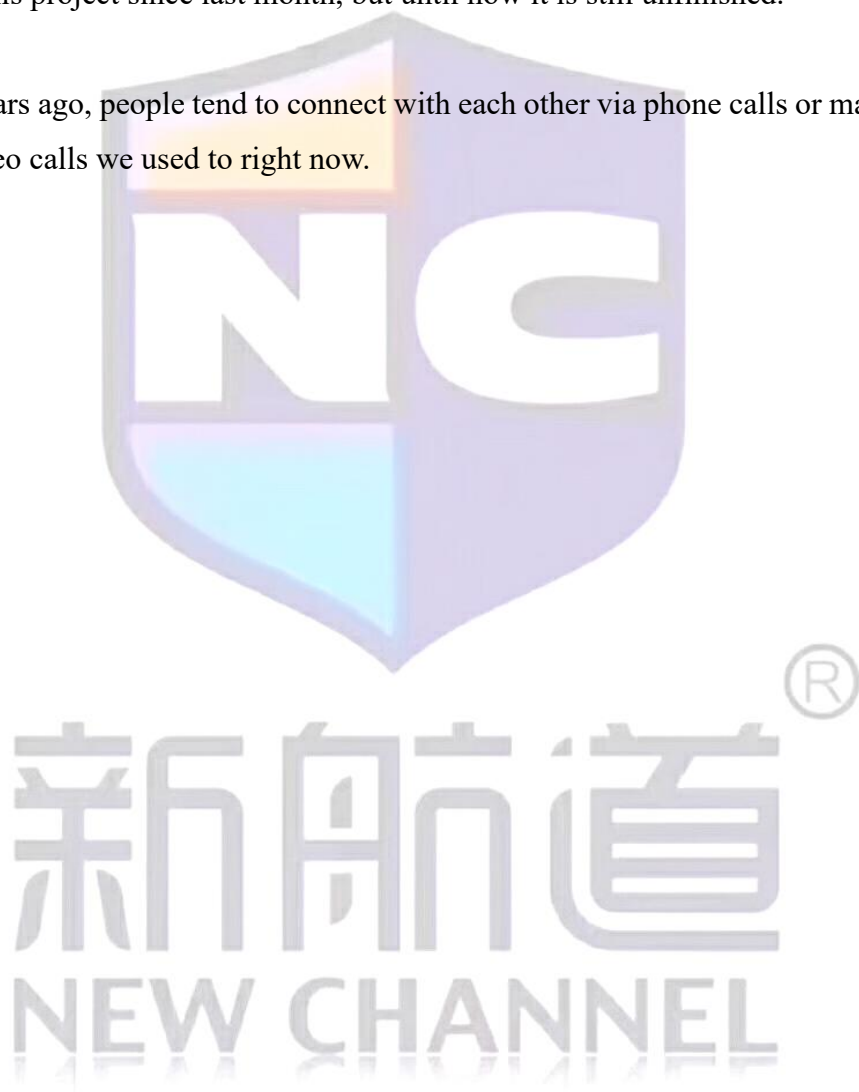 project since last month, but until now it is still unfinished.
ars ago, people tend to connect with each other via phone calls or ma
eo calls we used to right now.
NC
®
新航道
NEW CHANNEL